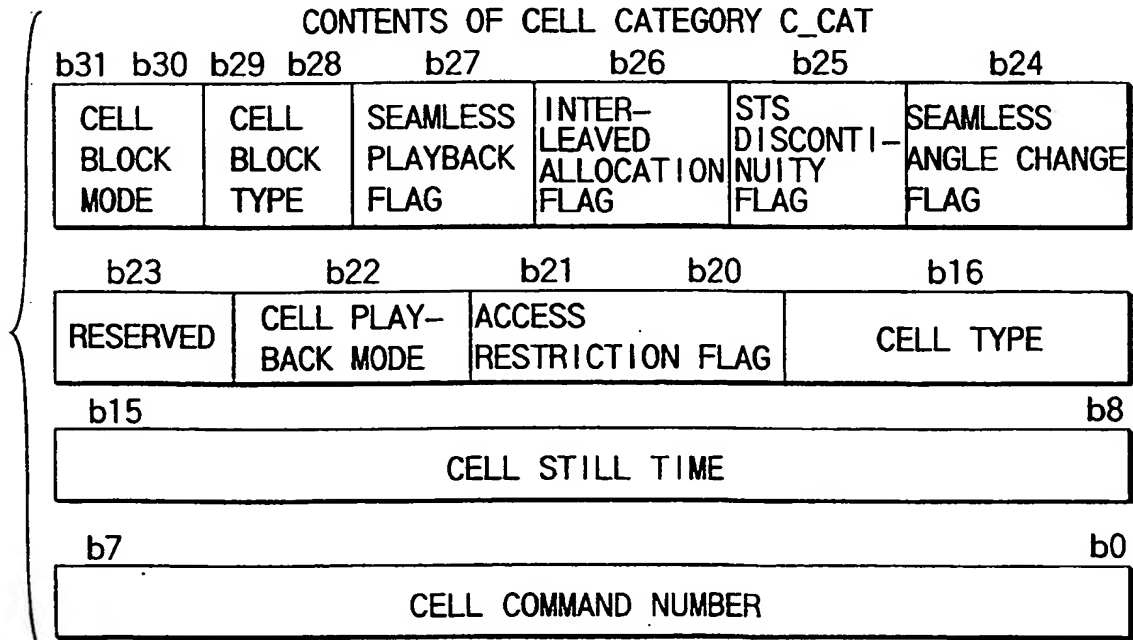 CONTENTS OF CELL CATEGORY C_CAT
b31 b30 b29 b28 b27 b26 b25 b24
CELL
BLOCK
MODE
CELL
BLOCK
TYPE
SEAMLESS
PLAYBACK
FLAG
INTER-
LEAVED
ALLOCATION
FLAG
STS
DISCONTI-
NUITY
FLAG
SEAMLESS
ANGLE CHANGE
FLAG
b23 b22 b21 b20 b16
RESERVED
CELL PLAY-
BACK MODE
ACCESS
RESTRICTION FLAG
CELL TYPE
b15 b8
CELL STILL TIME
b7 b0
CELL COMMAND NUMBER